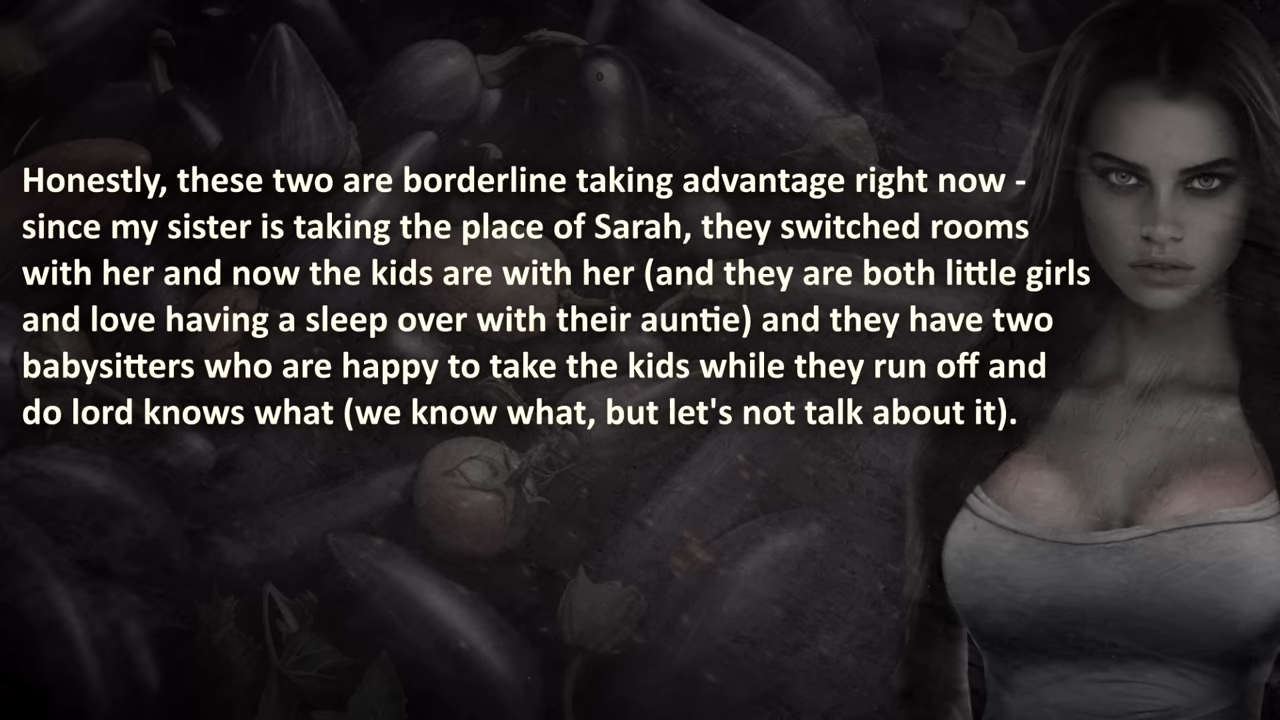 Honestly, these two are borderline taking advantage right now -
since my sister is taking the place of Sarah, they switched rooms
with her and now the kids are with her (and they are both little girls
and love having a sleep over with their auntie) and they have two
babysitters who are happy to take the kids while they run off and
do lord knows what (we know what, but let's not talk about it).